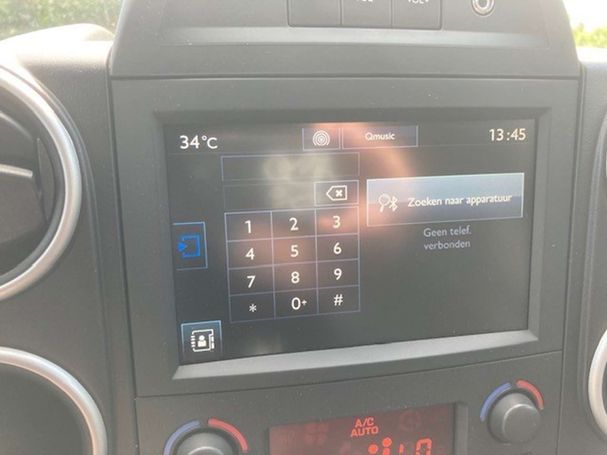 VOL+
34°C
Qmusic
13:45
Zoeken naar apparatuur
Geen telef.
verbonden
1 2 3
4 5 6
7 8 9
* 0+ #
A/C
AUTO